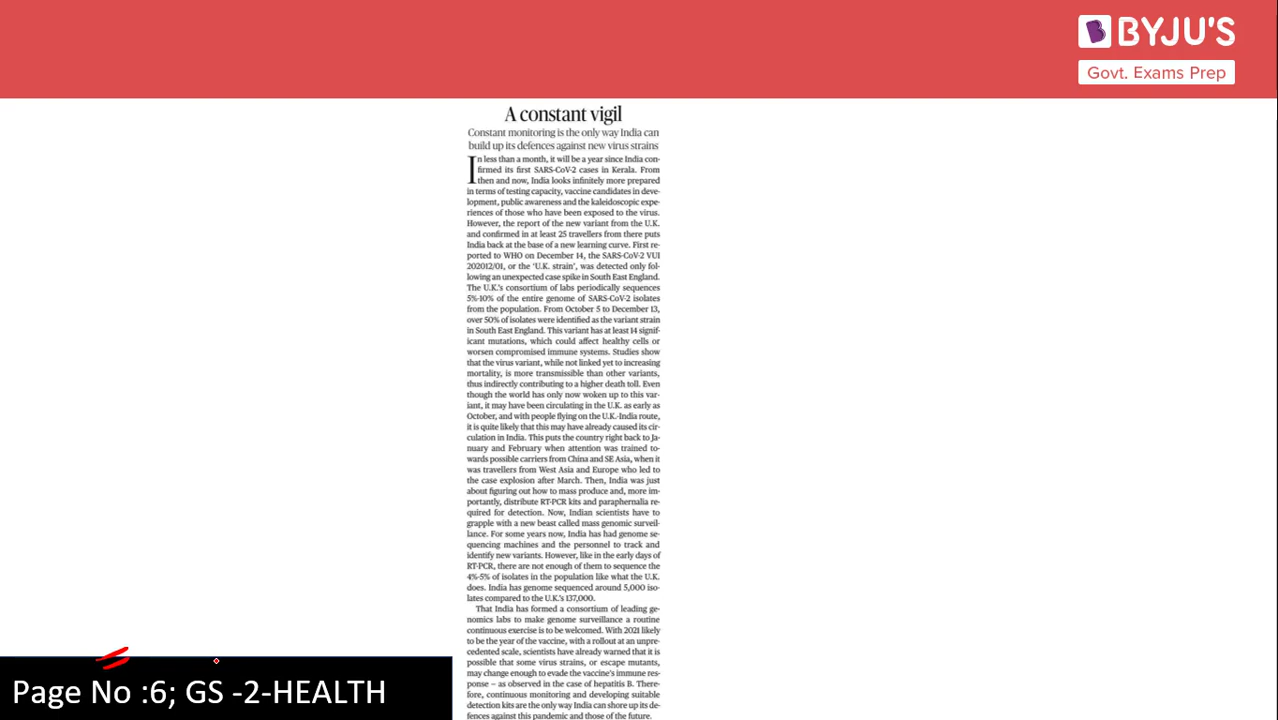 BYJU'S
Govt. Exams Prep
A constant vigil
Constant monitoring is the only way India can
build up its defences against new virus strains
In less than a month, it will be a year since India con-
firmed its first SARS-CoV-2 cases in Kerala. From
then and now, India looks infinitely more prepared
in terms of testing capacity, vaccine candidates in deve-
lopment, public awareness and the kaleidoscopic expe-
riences of those who have been exposed to the virus.
However, the report of the new variant from the U.K.
and confirmed in at least 25 travellers from there puts
India back at the base of a new learning curve. First re-
ported to WHO on December 14, the SARS-CoV-2 VUI
202012/01, or the ‘U.K. strain’, was detected only fol-
lowing an unexpected case spike in South East England.
The U.K.’s consortium of labs periodically sequences
5%-10% of the entire genome of SARS-CoV-2 isolates
from the population. From October 5 to December 13,
over 50% of isolates were identified as the variant strain
in South East England. This variant has at least 14 signif-
icant mutations, which could affect healthy cells or
worsen compromised immune systems. Studies show
that the virus variant, while not linked yet to increasing
mortality, is more transmissible than other variants,
thus indirectly contributing to a higher death toll. Even
though the world has only now woken up to this var-
iant, it may have been circulating in the U.K. as early as
October, and with people flying on the U.K.-India route,
it is quite likely that this may have already caused its cir-
culation in India. This puts the country right back to Ja-
nuary and February when attention was trained to-
wards possible carriers from China and SE Asia, when it
was travellers from West Asia and Europe who led to
the case explosion after March. Then, India was just
about figuring out how to mass produce and, more im-
portantly, distribute RT-PCR kits and paraphernalia re-
quired for detection. Now, Indian scientists have to
grapple with a new beast called mass genomic surveil-
lance. For some years now, India has had genome se-
quencing machines and the personnel to track and
identify new variants. However, like in the early days of
RT-PCR, there are not enough of them to sequence the
4%-5% of isolates in the population like what the U.K.
does. India has genome sequenced around 5,000 iso-
lates compared to the U.K.’s 137,000.
That India has formed a consortium of leading ge-
nomics labs to make genome surveillance a routine
continuous exercise is to be welcomed. With 2021 likely
to be the year of the vaccine, with a rollout at an unpre-
cedented scale, scientists have already warned that it is
possible that some virus strains, or escape mutants,
may change enough to evade the vaccine’s immune res-
ponse – as observed in the case of hepatitis B. There-
fore, continuous monitoring and developing suitable
detection kits are the only way India can shore up its de-
fences against this pandemic and those of the future.
Page No :6; GS -2-HEALTH